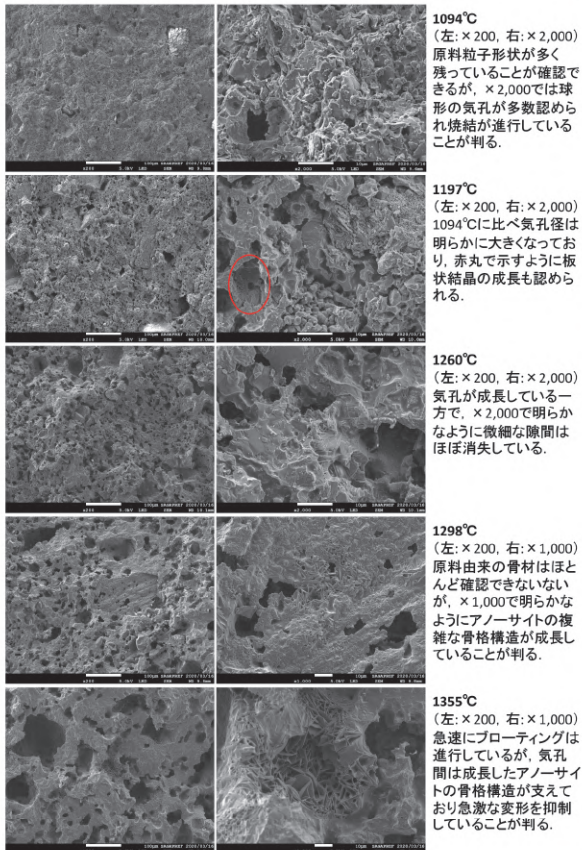 1094℃
(左:×200, 右:×2,000)
原料粒子形状が多く
残っていることが確認で
きるが, ×2,000では球
形の気孔が多数認めら
れ焼結が進行している
ことが判る.
1197℃
(左:×200, 右:×2,000)
1094℃に比べ気孔径は
明らかに大きくなってお
り, 赤丸で示すように板
状結晶の成長も認めら
れる.
1260℃
(左:×200, 右:×2,000)
気孔が成長している一
方で, ×2,000で明らか
なように微細な隙間は
ほぼ消失している.
1298℃
(左:×200, 右:×1,000)
原料由来の骨材はほと
んど確認できないない
が, ×1,000で明らかな
ようにアノーサイトの複
雑な骨格構造が成長し
ていることが判る.
1355℃
(左:×200, 右:×1,000)
急速にブローティングは
進行しているが, 気孔
間は成長したアノーサイ
トの骨格構造が支えて
おり急激な変形を抑制
していることが判る.